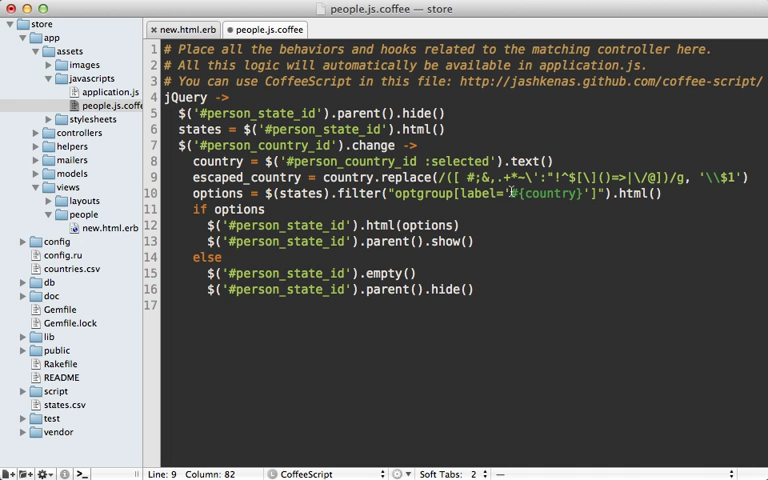 people.js.coffee — store
store
app
assets
images
javascripts
application.js
people.js.coff
stylesheets
controllers
helpers
mailers
models
views
layouts
people
new.html.erb
config
config.ru
countries.csv
db
doc
Gemfile
Gemfile.lock
lib
public
Rakefile
README
script
states.csv
test
vendor
new.html.erb people.js.coffee
1 # Place all the behaviors and hooks related to the matching controller here.
2 # All this logic will automatically be available in application.js.
3 # You can use CoffeeScript in this file: http://jashkenas.github.com/coffee-script/
4 jQuery ->
5 $('#person_state_id').parent().hide()
6 states = $('#person_state_id').html()
7 $('#person_country_id').change ->
8 country = $('#person_country_id :selected').text()
9 escaped_country = country.replace(/([ #;&,.+*~\':"!^$[\]()=>|\/@])/g, '\\$1')
10 options = $(states).filter("optgroup[label='#{country}']").html()
11 if options
12 $('#person_state_id').html(options)
13 $('#person_state_id').parent().show()
14 else
15 $('#person_state_id').empty()
16 $('#person_state_id').parent().hide()
17
Line: 9 Column: 82 CoffeeScript Soft Tabs: 2 —